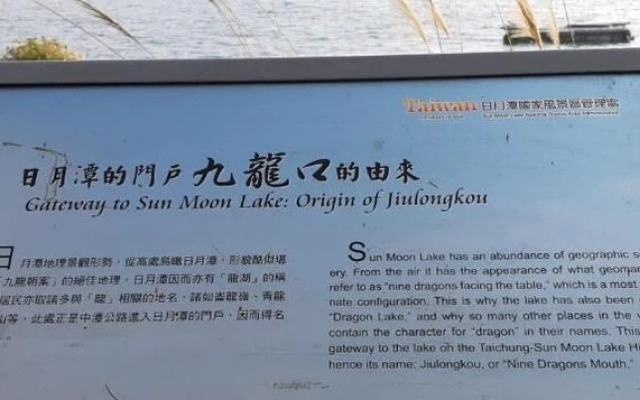 Taiwan 日月潭國家風景區管理處
Sun Moon Lake National Scenic Area Administration
日月潭的門戶九龍口的由來
Gateway to Sun Moon Lake: Origin of Jiulongkou
日月潭地理景觀形勢，從高處鳥瞰日月潭，形貌酷似堪
「九龍朝案」的絕佳地理，日月潭因而亦有「龍湖」的稱
居民亦取諸多與「龍」相關的地名，諸如崙龍嶺、青龍
山等，此處正是中潭公路進入日月潭的門戶，因而得名
Sun Moon Lake has an abundance of geographic s
ery. From the air it has the appearance of what geoman
refer to as "nine dragons facing the table," which is a most
nate configuration. This is why the lake has also been
"Dragon Lake," and why so many other places in the
contain the character for "dragon" in their names. This
gateway to the lake on the Taichung-Sun Moon Lake Hi
hence its name: Jiulongkou, or "Nine Dragons Mouth."